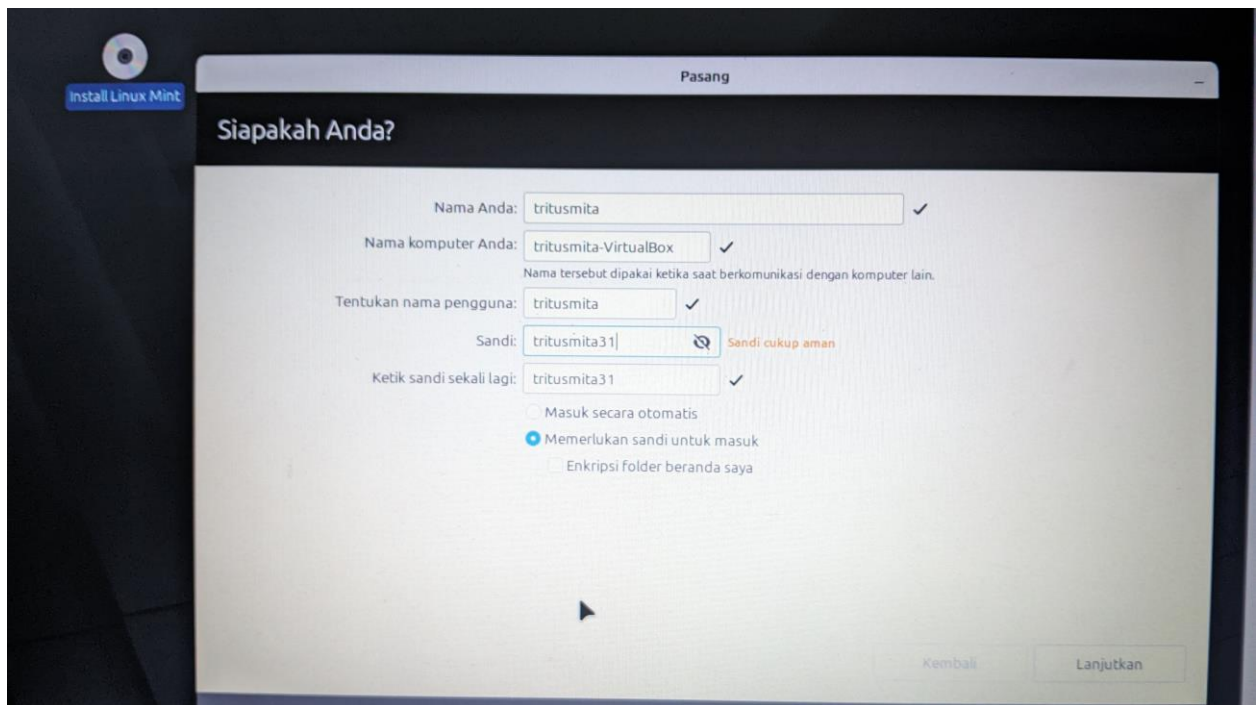 Install Linux Mint
Pasang
Siapakah Anda?
Nama Anda: tritusmita
Nama komputer Anda: tritusmita-VirtualBox
Nama tersebut dipakai ketika saat berkomunikasi dengan komputer lain.
Tentukan nama pengguna: tritusmita
Sandi: tritusmita31 Sandi cukup aman
Ketik sandi sekali lagi: tritusmita31
Masuk secara otomatis
Memerlukan sandi untuk masuk
Enkripsi folder beranda saya
Kembali Lanjutkan